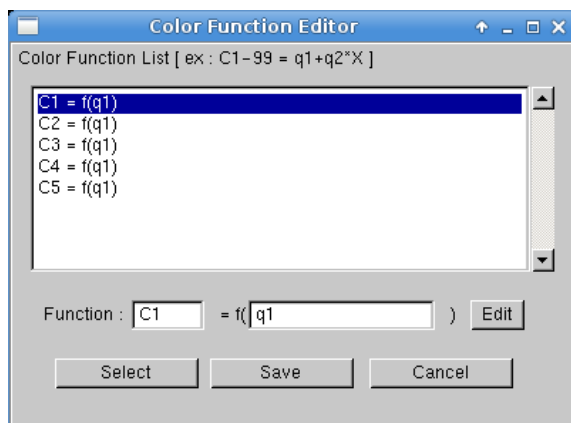 Color Function Editor
Color Function List [ ex : C1-99 = q1+q2*X ]
C1 = f(q1)
C2 = f(q1)
C3 = f(q1)
C4 = f(q1)
C5 = f(q1)
Function : C1 = f( q1 ) Edit
Select Save Cancel